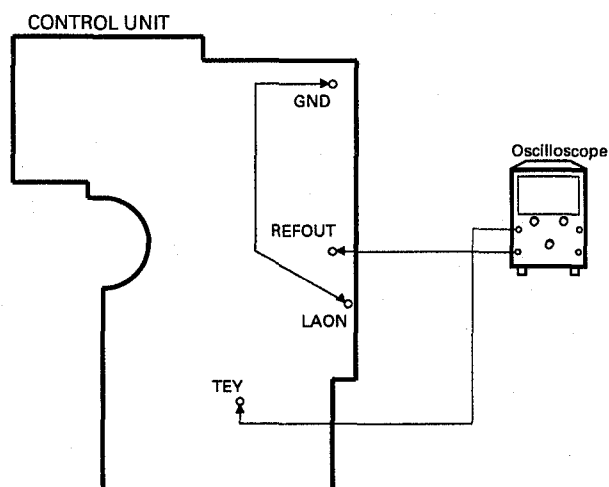 CONTROL UNIT
GND
Oscilloscope
REFOUT
LAON
TEY